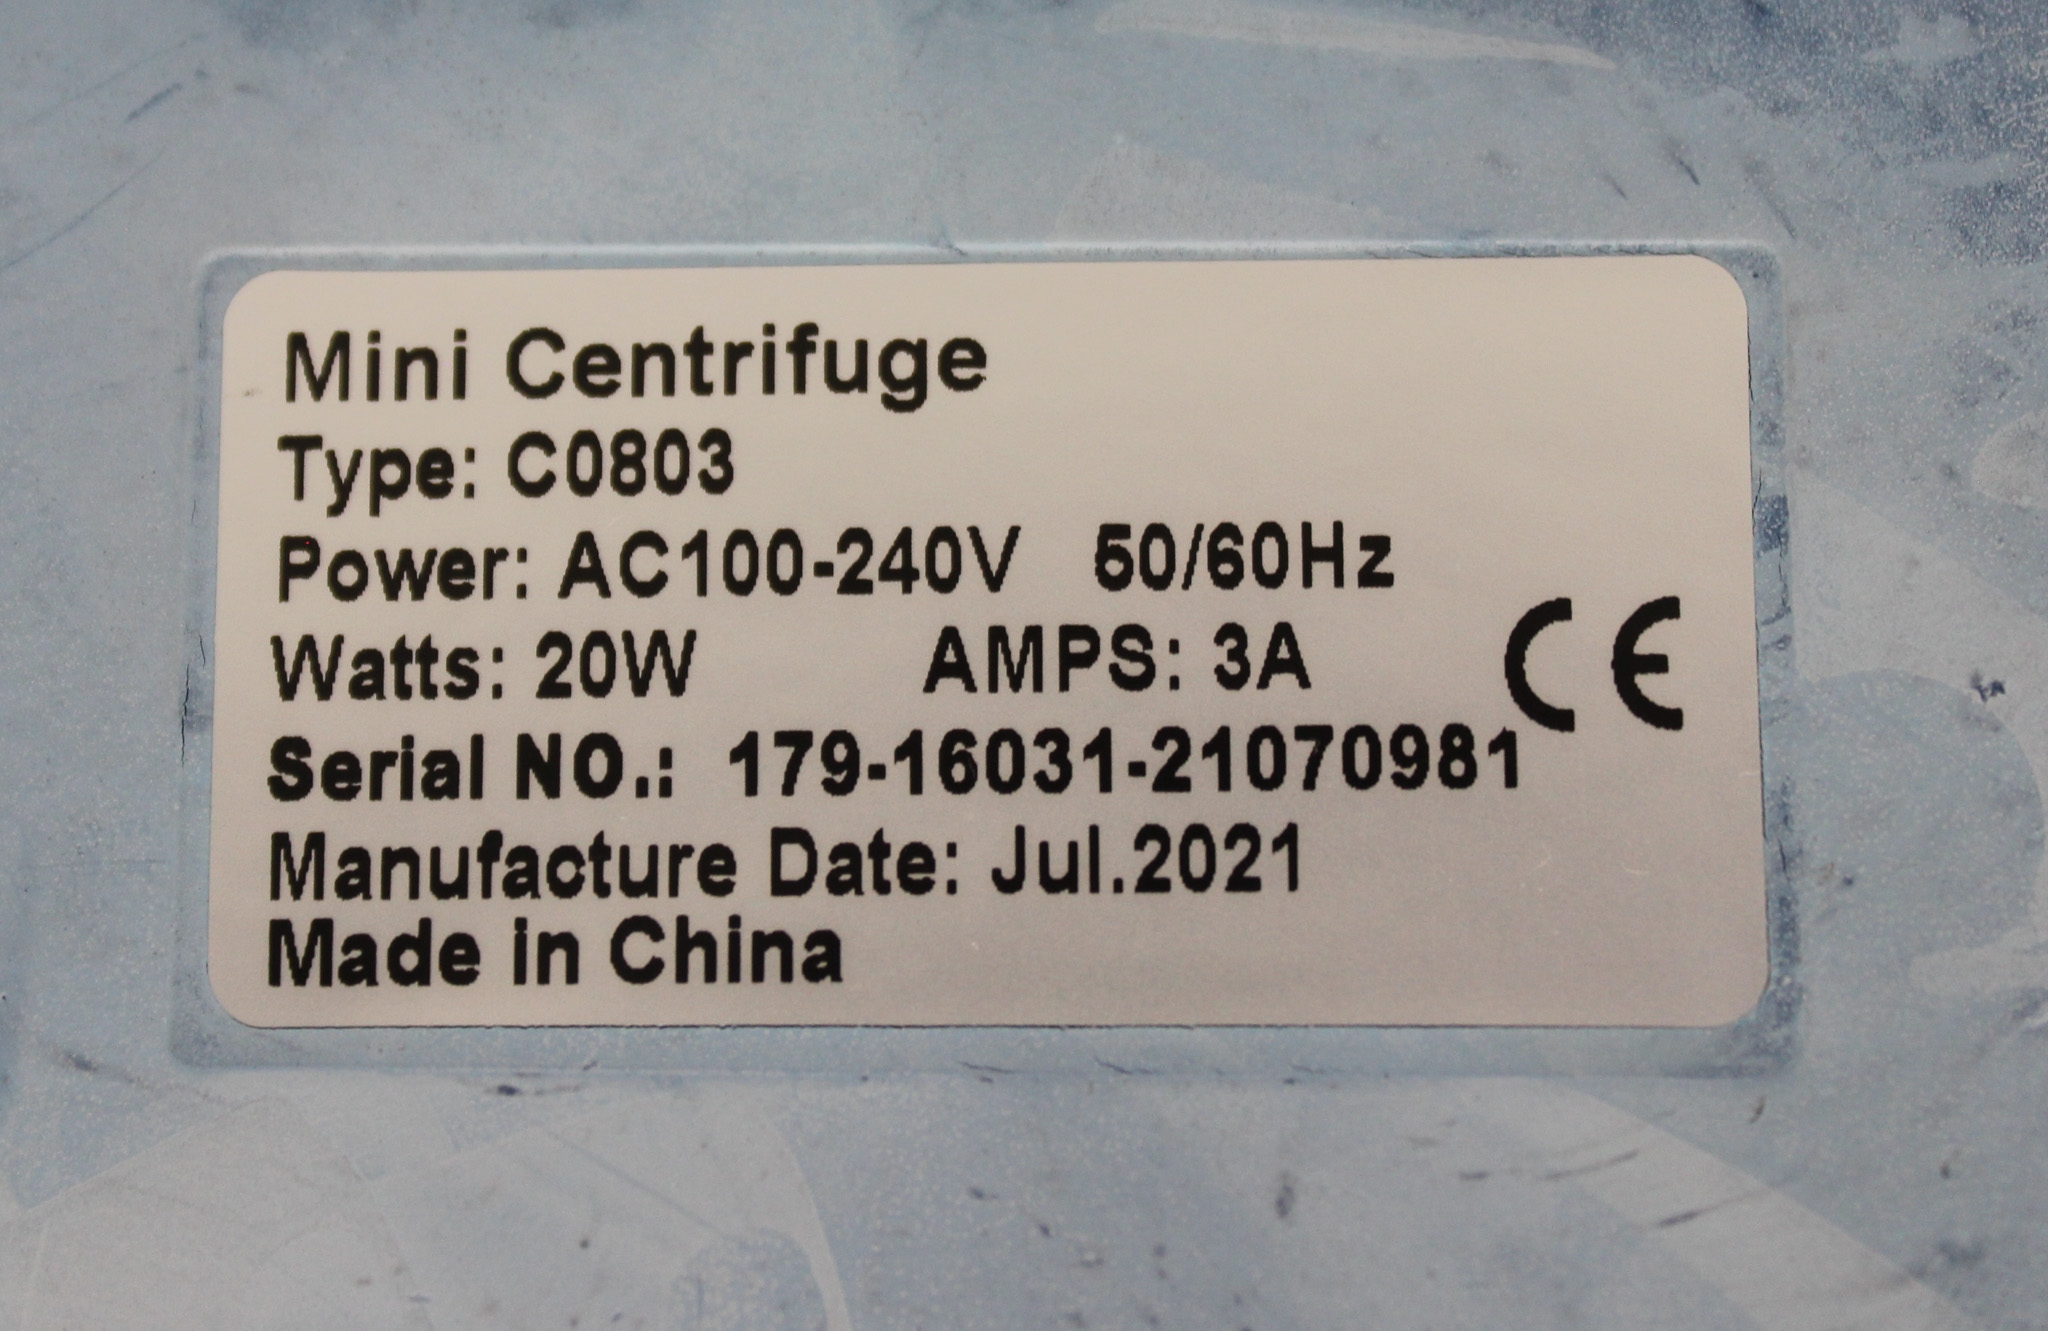 Mini Centrifuge
Type: C0803
Power: AC100-240V 50/60Hz
Watts: 20W AMPS: 3A
CE
Serial NO.: 179-16031-21070981
Manufacture Date: Jul.2021
Made in China